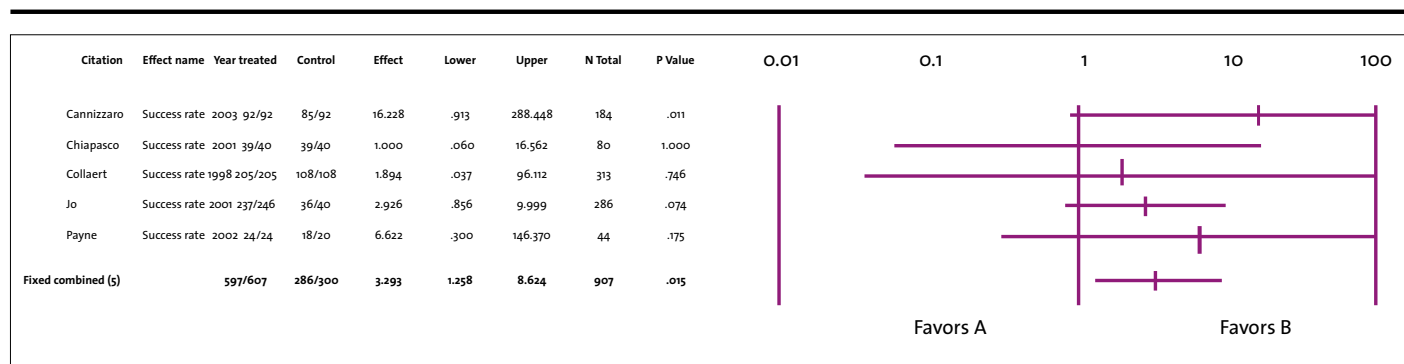 Citation Effect name Year treated Control Effect Lower Upper N Total P Value 0.01 0.1 1 10 100
Cannizzaro Success rate 2003 92/92 85/92 16.228 .913 288.448 184 .011
Chiapasco Success rate 2001 39/40 39/40 1.000 .060 16.562 80 1.000
Collaert Success rate 1998 205/205 108/108 1.894 .037 96.112 313 .746
Jo Success rate 2001 237/246 36/40 2.926 .856 9.999 286 .074
Payne Success rate 2002 24/24 18/20 6.622 .300 146.370 44 .175
Fixed combined (5) 597/607 286/300 3.293 1.258 8.624 907 .015
Favors A Favors B